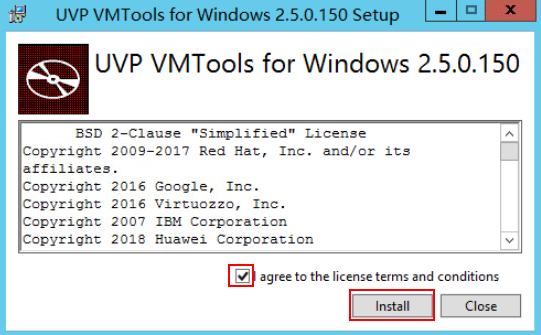 UVP VMTools for Windows 2.5.0.150 Setup
UVP VMTools for Windows 2.5.0.150
BSD 2-Clause "Simplified" License
Copyright 2009-2017 Red Hat, Inc. and/or its
affiliates.
Copyright 2016 Google, Inc.
Copyright 2016 Virtuozzo, Inc.
Copyright 2007 IBM Corporation
Copyright 2018 Huawei Corporation
I agree to the license terms and conditions
Install
Close